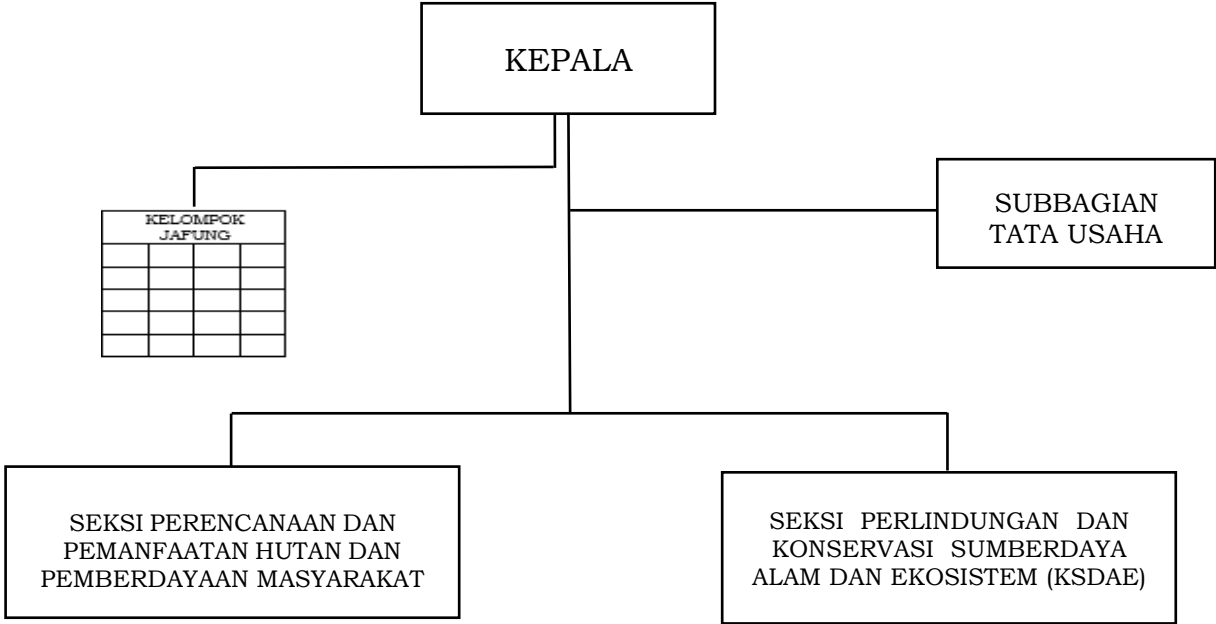 KEPALA
SUBBAGIAN
TATA USAHA
KELOMPOK
JAFUNG
SEKSI PERENCANAAN DAN
PEMANFAATAN HUTAN DAN
PEMBERDAYAAN MASYARAKAT
SEKSI PERLINDUNGAN DAN
KONSERVASI SUMBERDAYA
ALAM DAN EKOSISTEM (KSDAE)